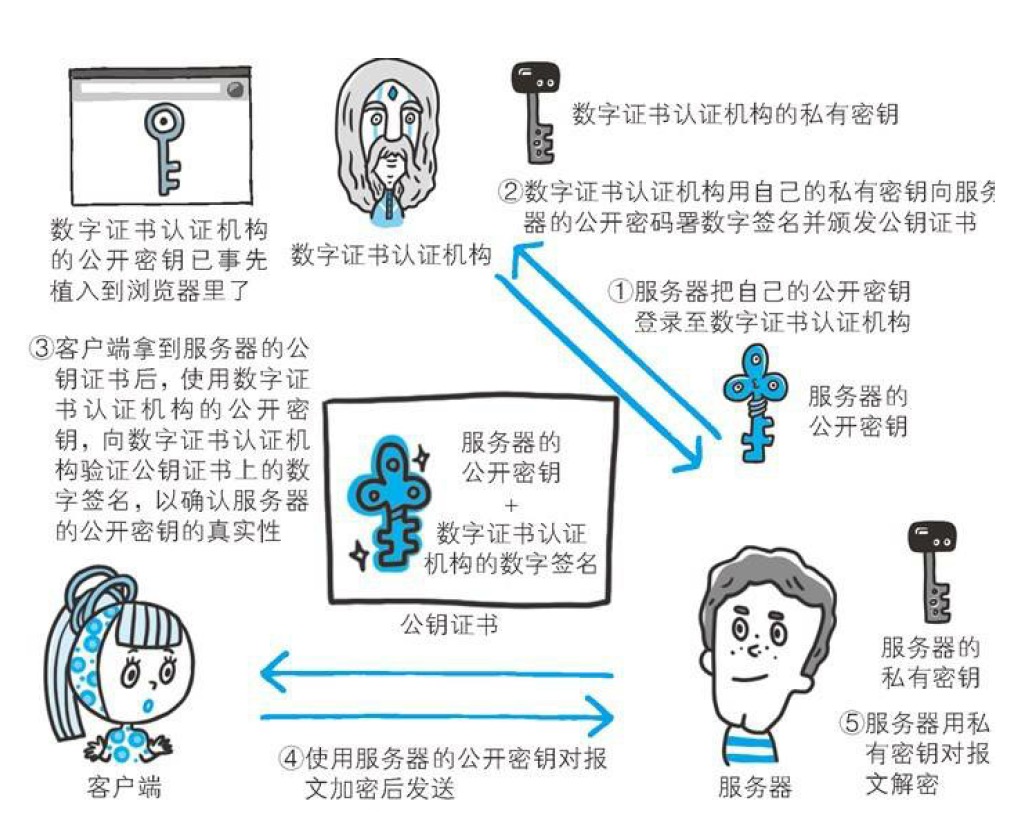 数字证书认证机构的私有密钥
②数字证书认证机构用自己的私有密钥向服务
器的公开密码署数字签名并颁发公钥证书
数字证书认证机构
的公开密钥已事先
植入到浏览器里了
数字证书认证机构
①服务器把自己的公开密钥
登录至数字证书认证机构
③客户端拿到服务器的公
钥证书后，使用数字证
书认证机构的公开密
钥，向数字证书认证机
构验证公钥证书上的数
字签名，以确认服务器
的公开密钥的真实性
服务器的
公开密钥
服务器的
公开密钥
+
数字证书认证
机构的数字签名
公钥证书
服务器的
私有密钥
④使用服务器的公开密钥对报
文加密后发送
⑤服务器用私
有密钥对报
文解密
客户端
服务器